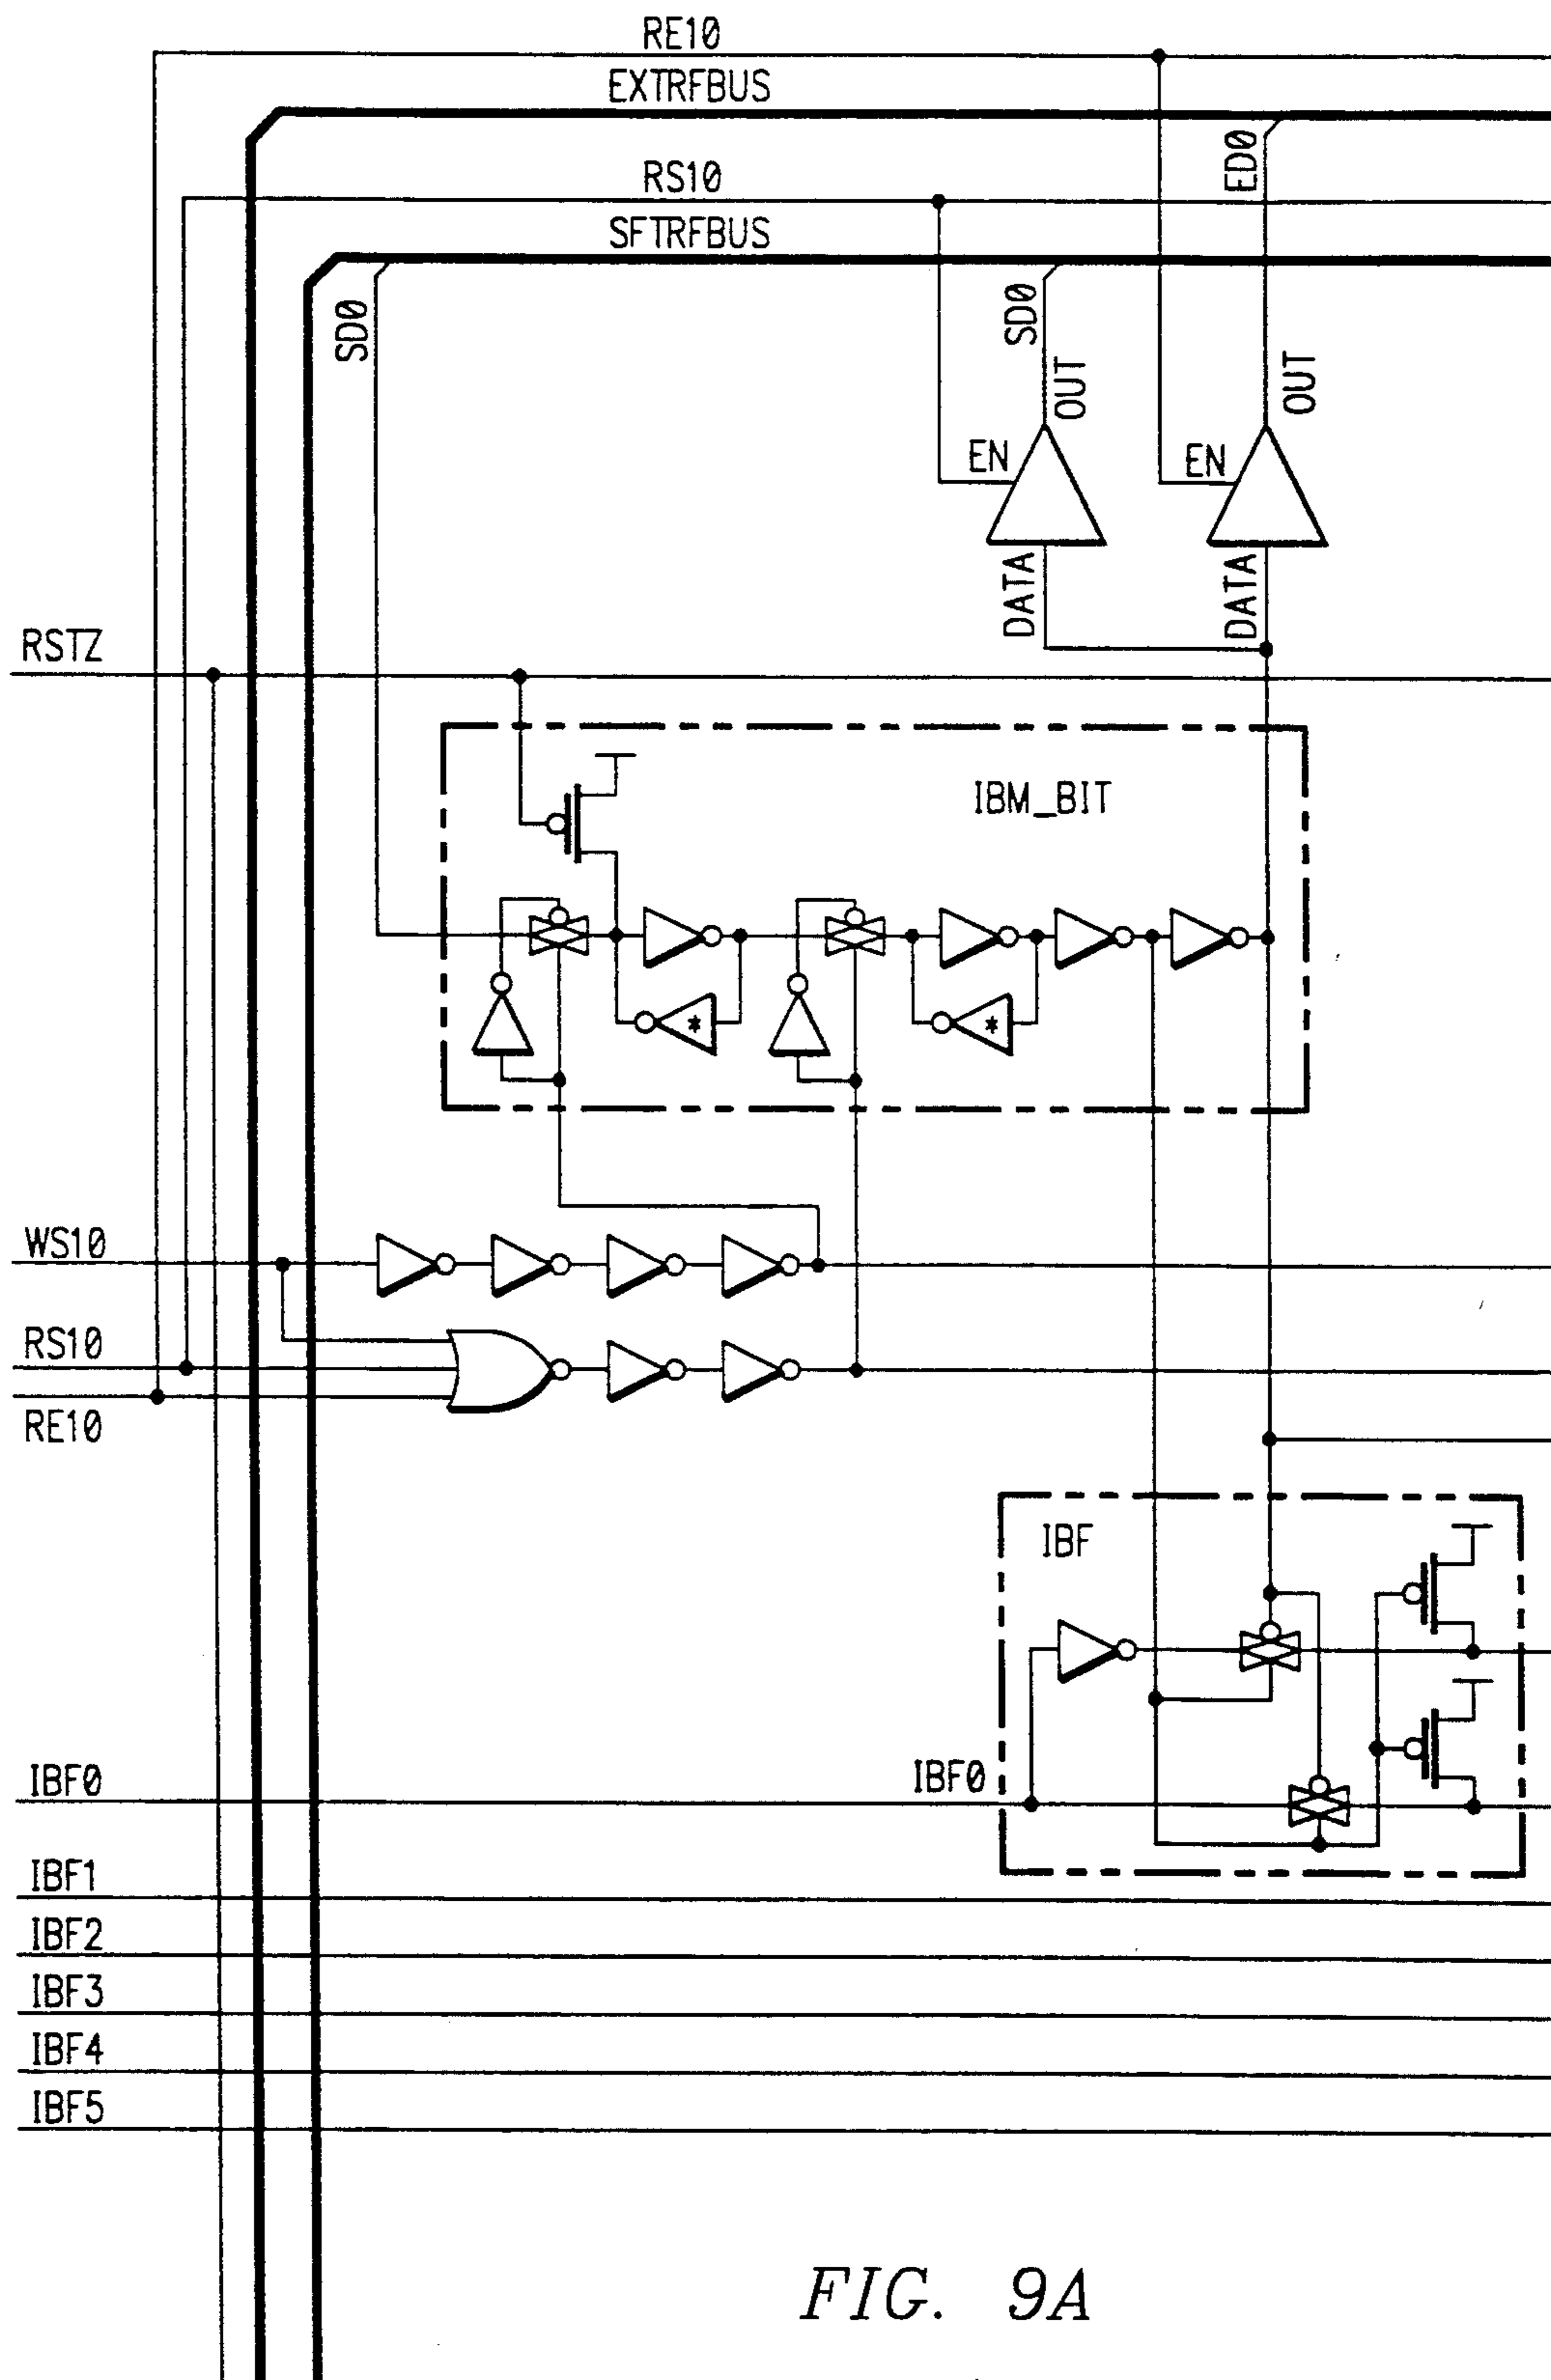 RE10
EXTRFBUS
ED0
RS10
SFTRFBUS
SD0
SD0
OUT
OUT
EN
EN
DATA
DATA
RSTZ
IBM_BIT
*
*
WS10
RS10
RE10
IBF
IBF0
IBF0
IBF1
IBF2
IBF3
IBF4
IBF5
FIG. 9A